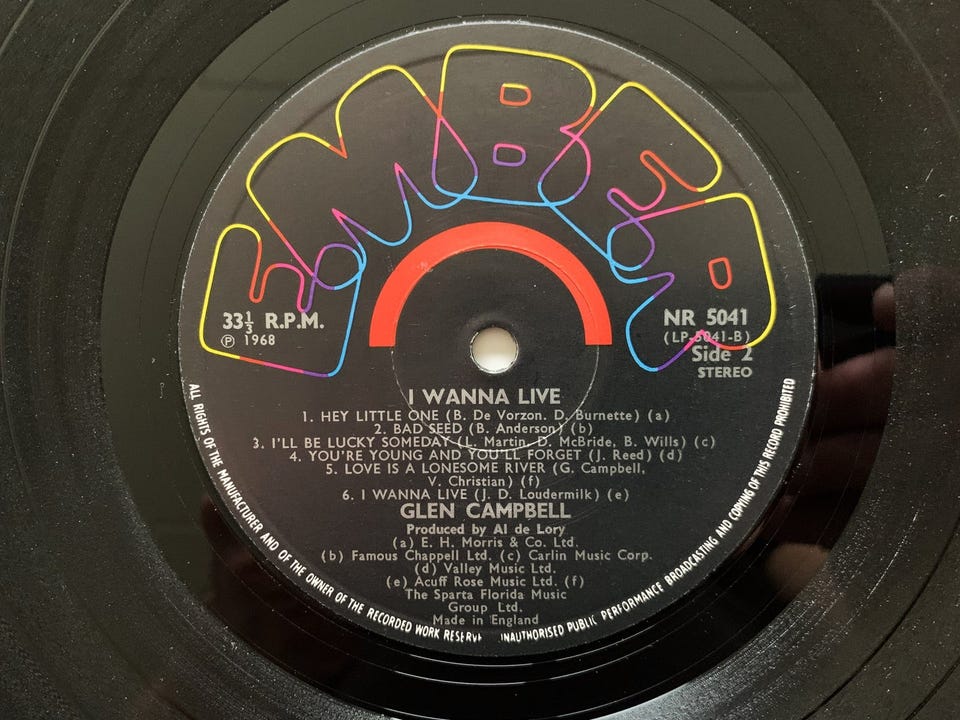 EMBER
33⅓ R.P.M.
Ⓟ 1968
NR 5041
(LP-5041-B)
Side 2
STEREO
I WANNA LIVE
1. HEY LITTLE ONE (B. De Vorzon. D. Burnette) (a)
2. BAD SEED (B. Anderson) (b)
3. I'LL BE LUCKY SOMEDAY (L. Martin, D. McBride, B. Wills) (c)
4. YOU'RE YOUNG AND YOU'LL FORGET (J. Reed) (d)
5. LOVE IS A LONESOME RIVER (G. Campbell,
V. Christian) (f)
6. I WANNA LIVE (J. D. Loudermilk) (e)
GLEN CAMPBELL
Produced by Al de Lory
(a) E. H. Morris & Co. Ltd.
(b) Famous Chappell Ltd. (c) Carlin Music Corp.
(d) Valley Music Ltd.
(e) Acuff Rose Music Ltd. (f)
The Sparta Florida Music
Group Ltd.
Made in England
ALL RIGHTS OF THE MANUFACTURER AND OF THE OWNER OF THE RECORDED WORK RESERVE UNAUTHORISED PUBLIC PERFORMANCE BROADCASTING AND COPYING OF THIS RECORD PROHIBITED